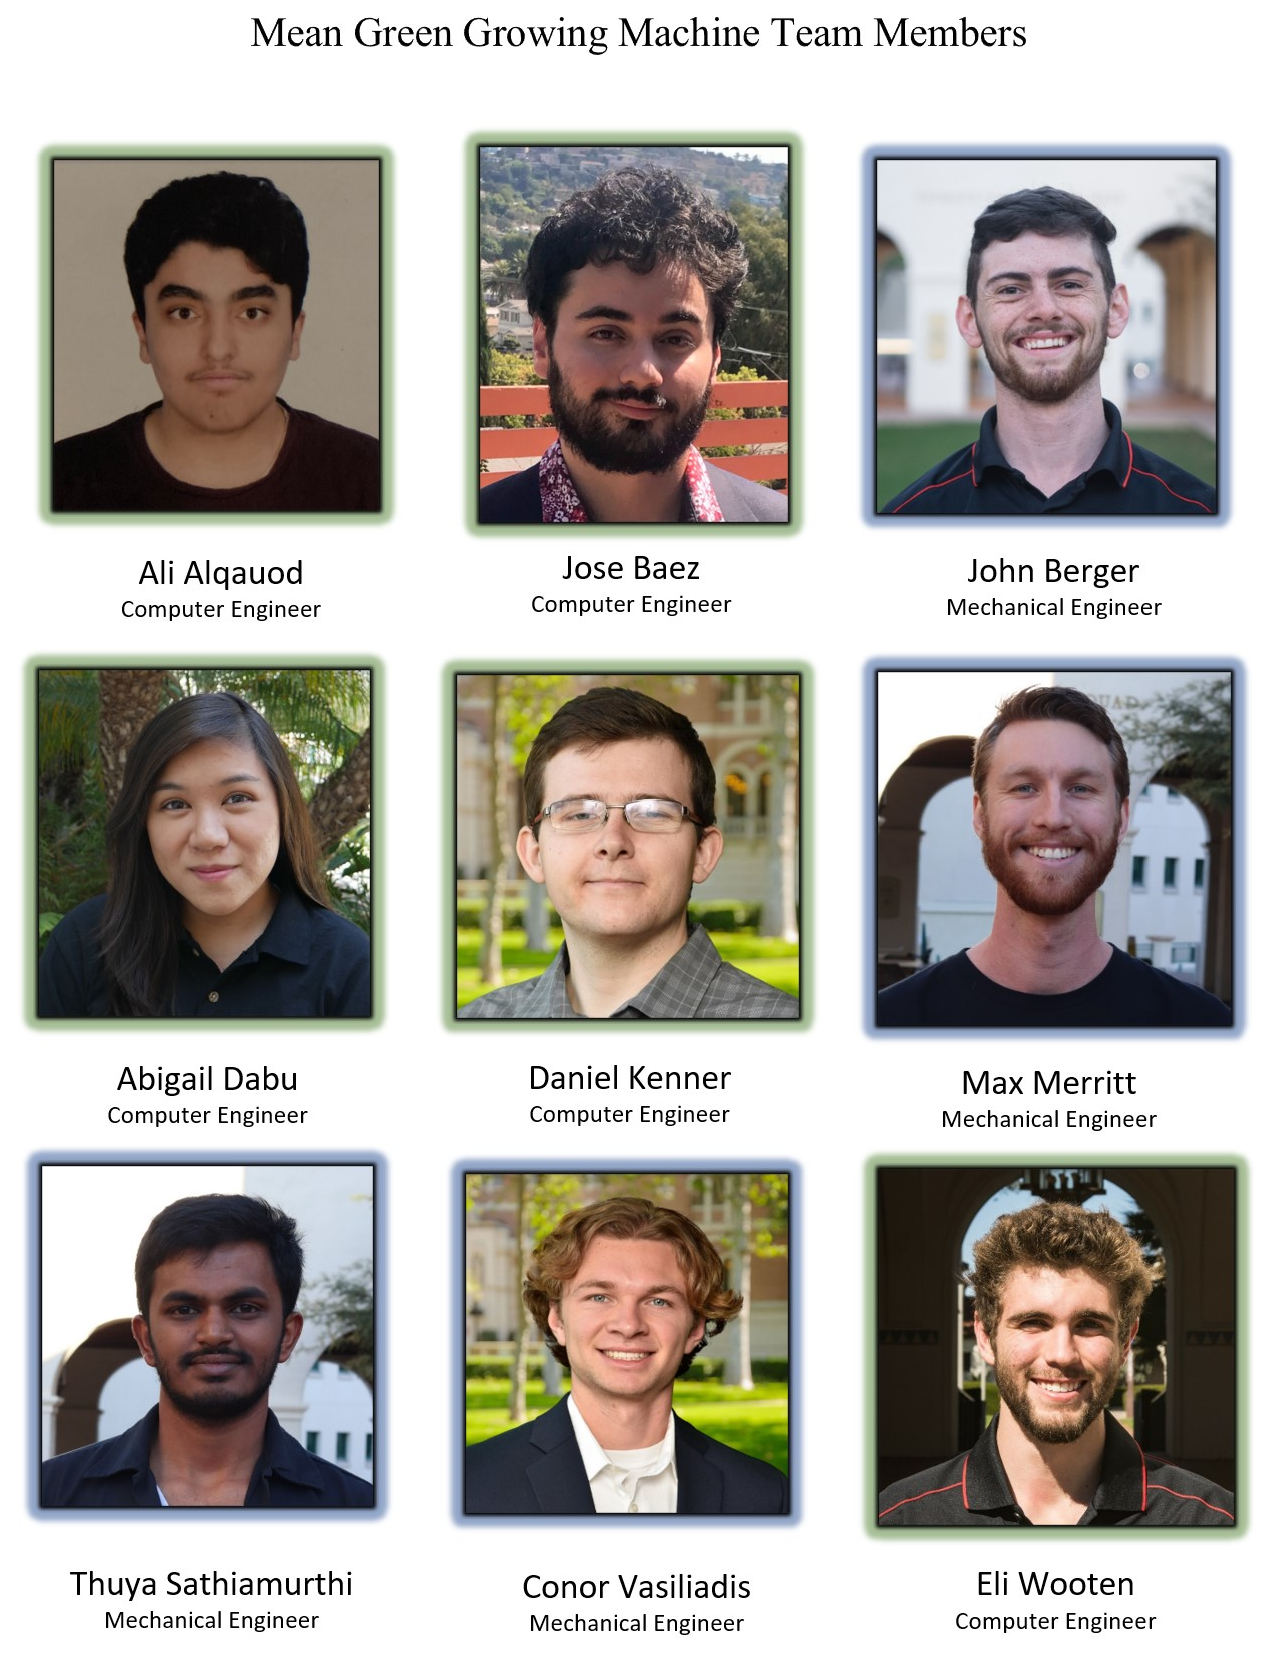 Mean Green Growing Machine Team Members
Ali Alqauod
Computer Engineer
Jose Baez
Computer Engineer
John Berger
Mechanical Engineer
Abigail Dabu
Computer Engineer
Daniel Kenner
Computer Engineer
Max Merritt
Mechanical Engineer
Thuya Sathiamurthi
Mechanical Engineer
Conor Vasiliadis
Mechanical Engineer
Eli Wooten
Computer Engineer